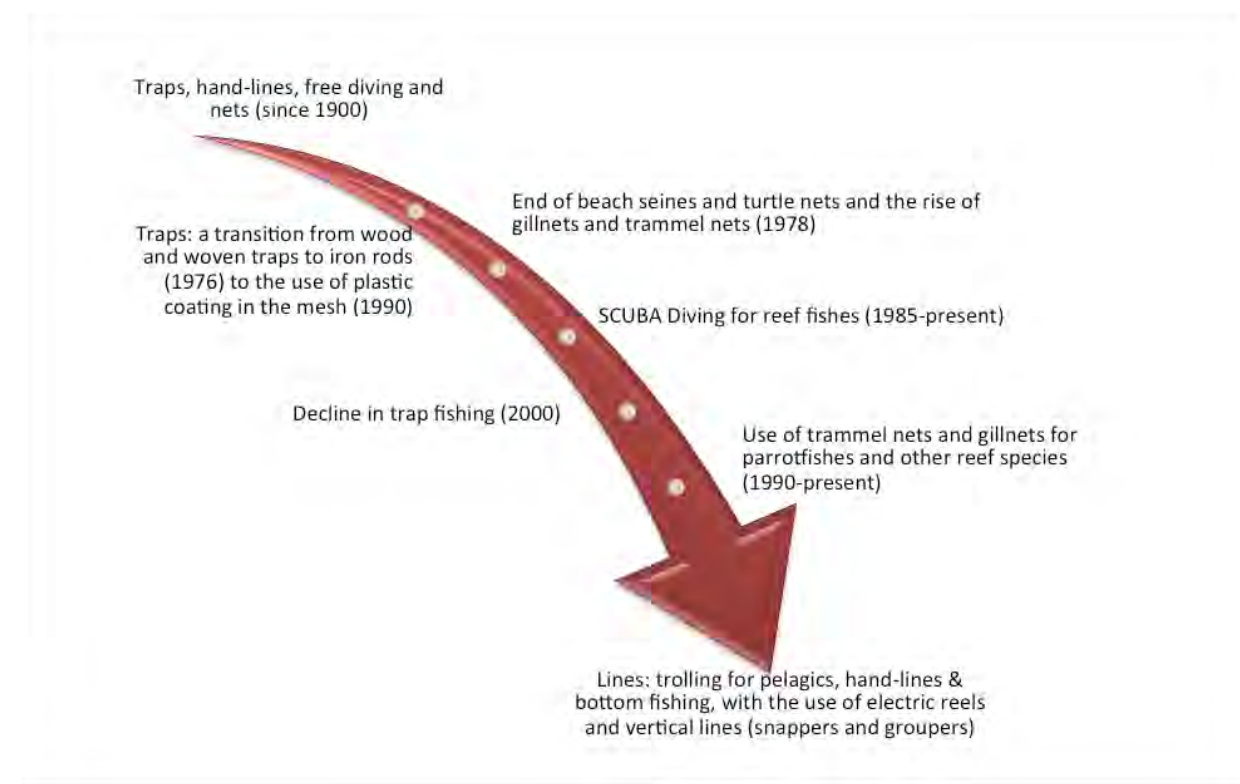 Traps, hand-lines, free diving and
nets (since 1900)
End of beach seines and turtle nets and the rise of
gillnets and trammel nets (1978)
Traps: a transition from wood
and woven traps to iron rods
(1976) to the use of plastic
coating in the mesh (1990)
SCUBA Diving for reef fishes (1985-present)
Decline in trap fishing (2000)
Use of trammel nets and gillnets for
parrotfishes and other reef species
(1990-present)
Lines: trolling for pelagics, hand-lines &
bottom fishing, with the use of electric reels
and vertical lines (snappers and groupers)